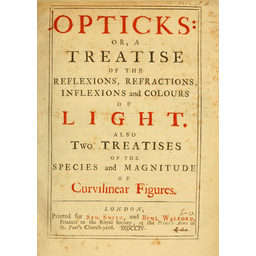 OPTICKS:
OR, A
TREATISE
OF THE
REFLEXIONS, REFRACTIONS,
INFLEXIONS and COLOURS
OF
LIGHT.
ALSO
TWO TREATISES
OF THE
SPECIES and MAGNITUDE
OF
Curvilinear Figures.
LONDON,
Printed for SAM. SMITH, and BENJ. WALFORD,
Printers to the Royal Society, at the Prince's Arms in
St. Paul's Church-yard. MDCCIV.